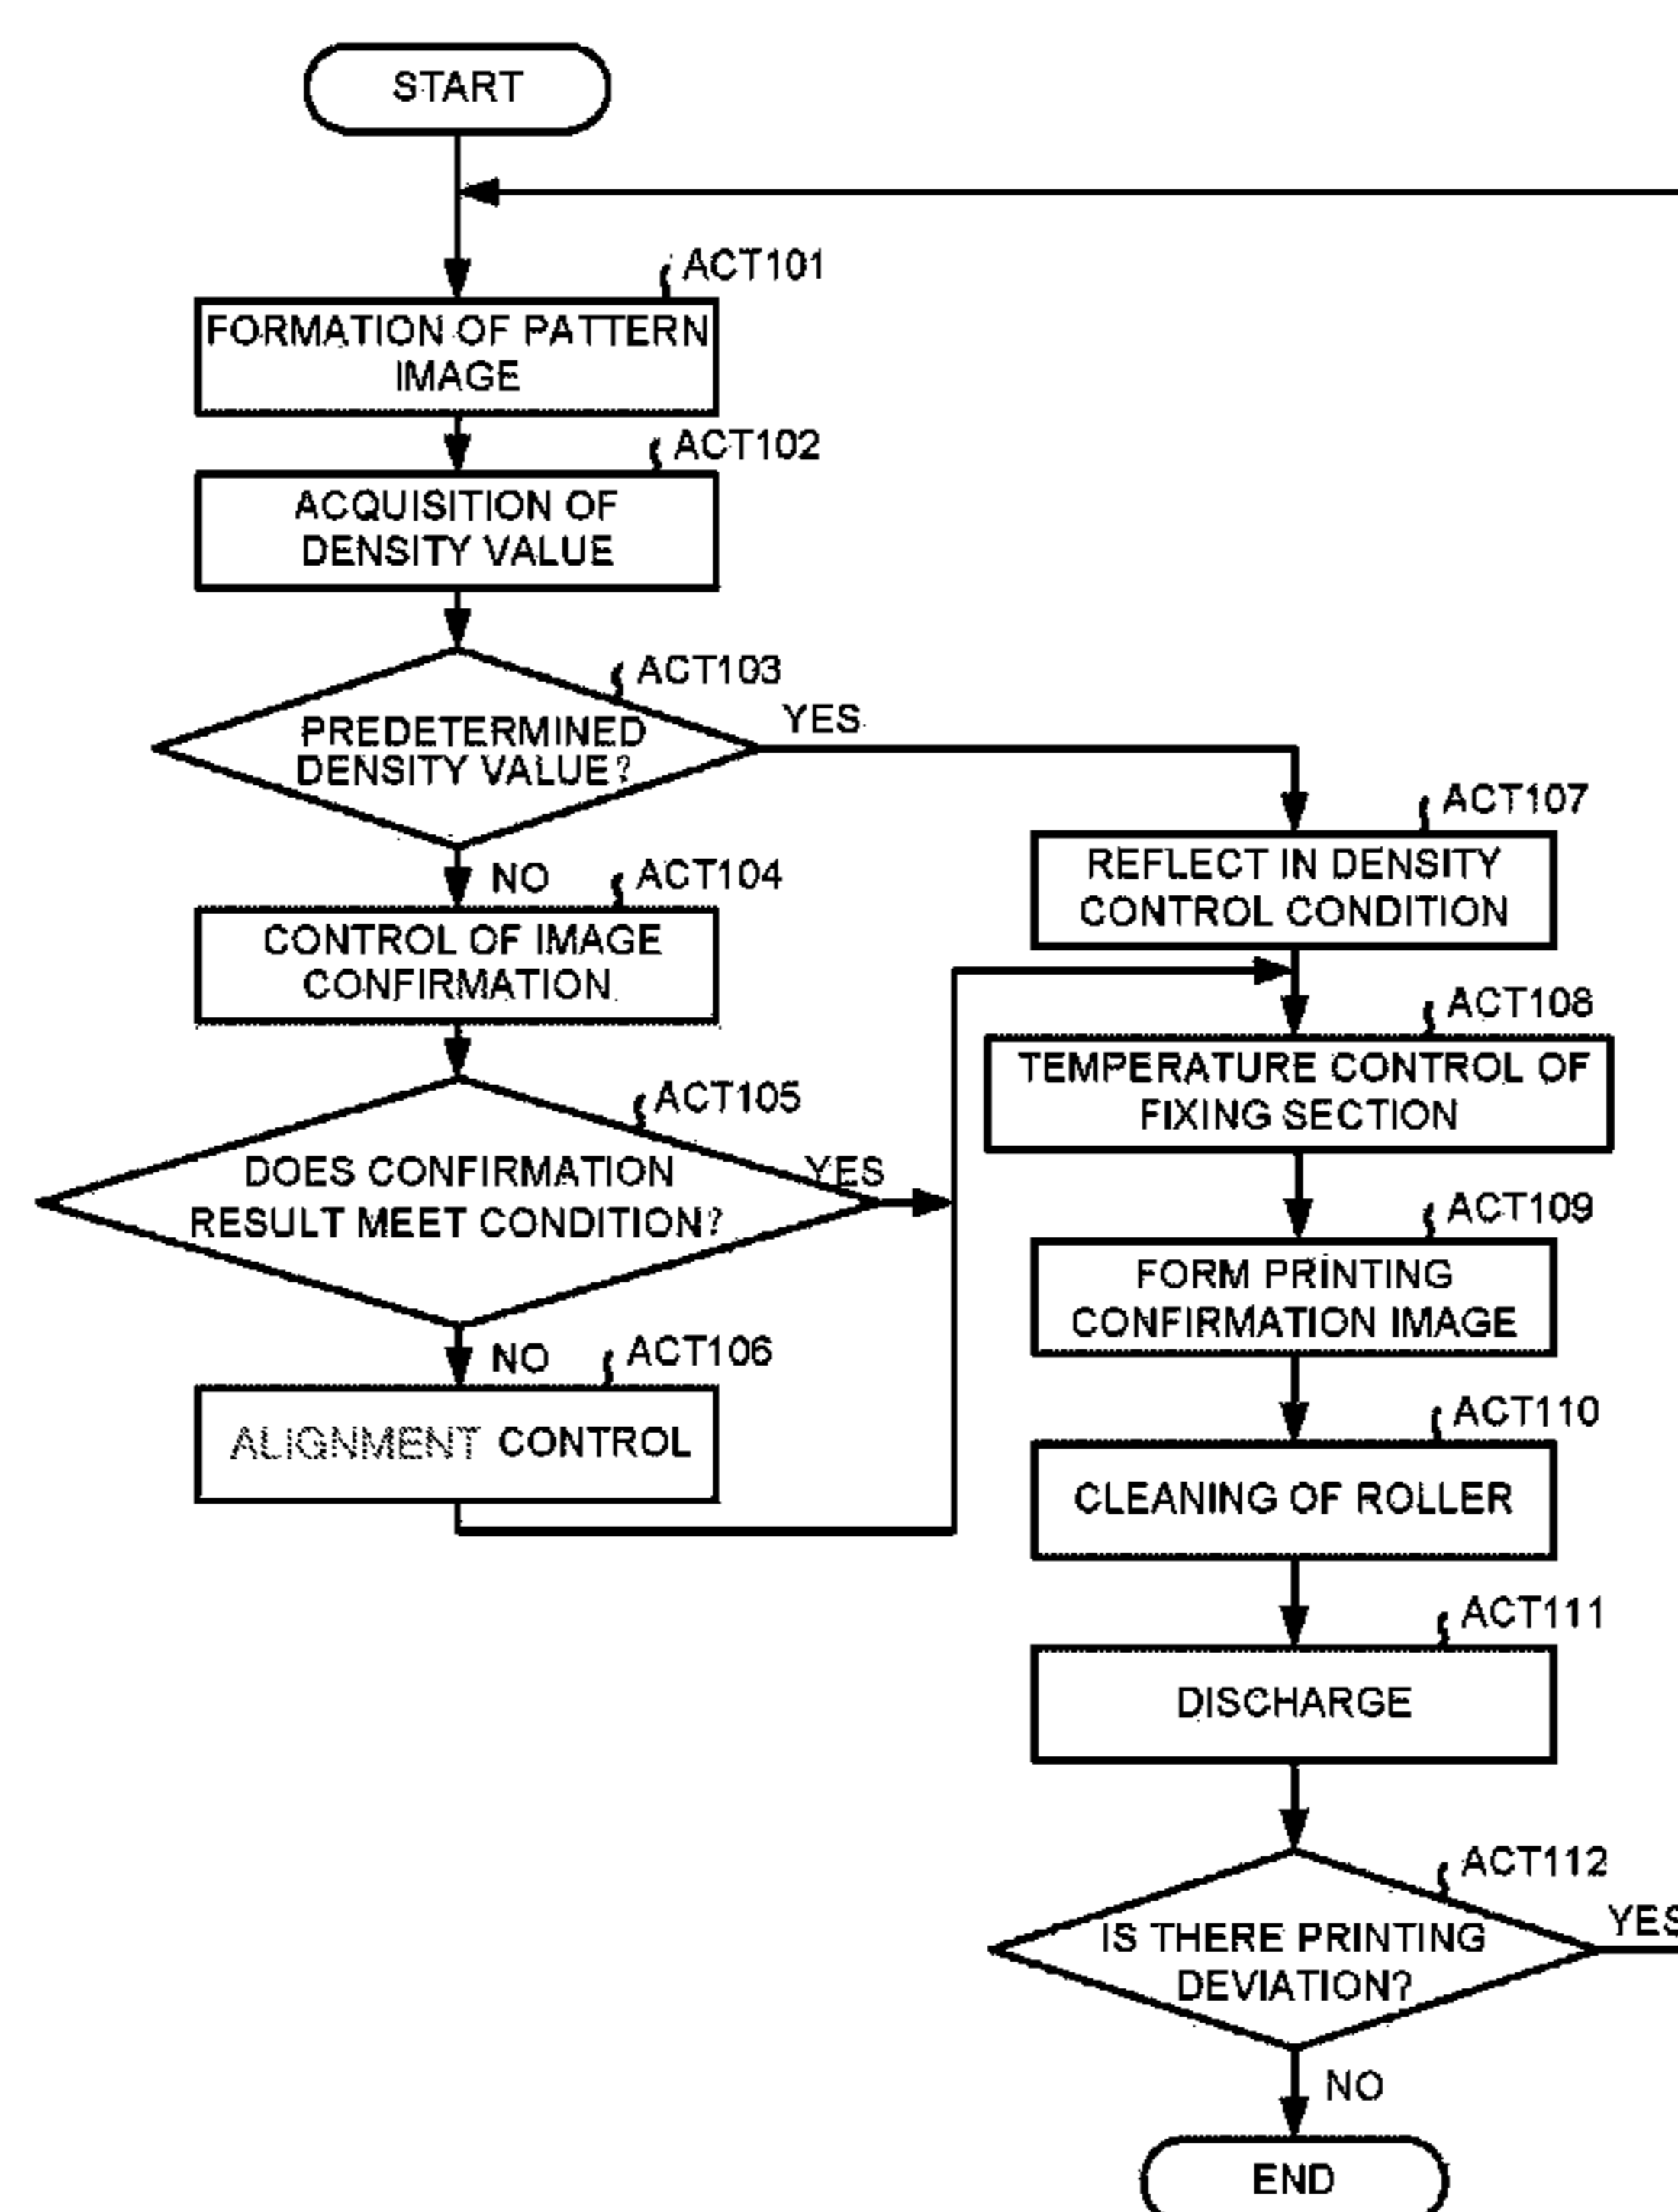 START
ACT101
FORMATION OF PATTERN
IMAGE
ACT102
ACQUISITION OF
DENSITY VALUE
ACT103
PREDETERMINED
DENSITY VALUE?
YES
NO
ACT104
CONTROL OF IMAGE
CONFIRMATION
ACT105
DOES CONFIRMATION
RESULT MEET CONDITION?
YES
NO
ACT106
ALIGNMENT CONTROL
ACT107
REFLECT IN DENSITY
CONTROL CONDITION
ACT108
TEMPERATURE CONTROL OF
FIXING SECTION
ACT109
FORM PRINTING
CONFIRMATION IMAGE
ACT110
CLEANING OF ROLLER
ACT111
DISCHARGE
ACT112
IS THERE PRINTING
DEVIATION?
YES
NO
END